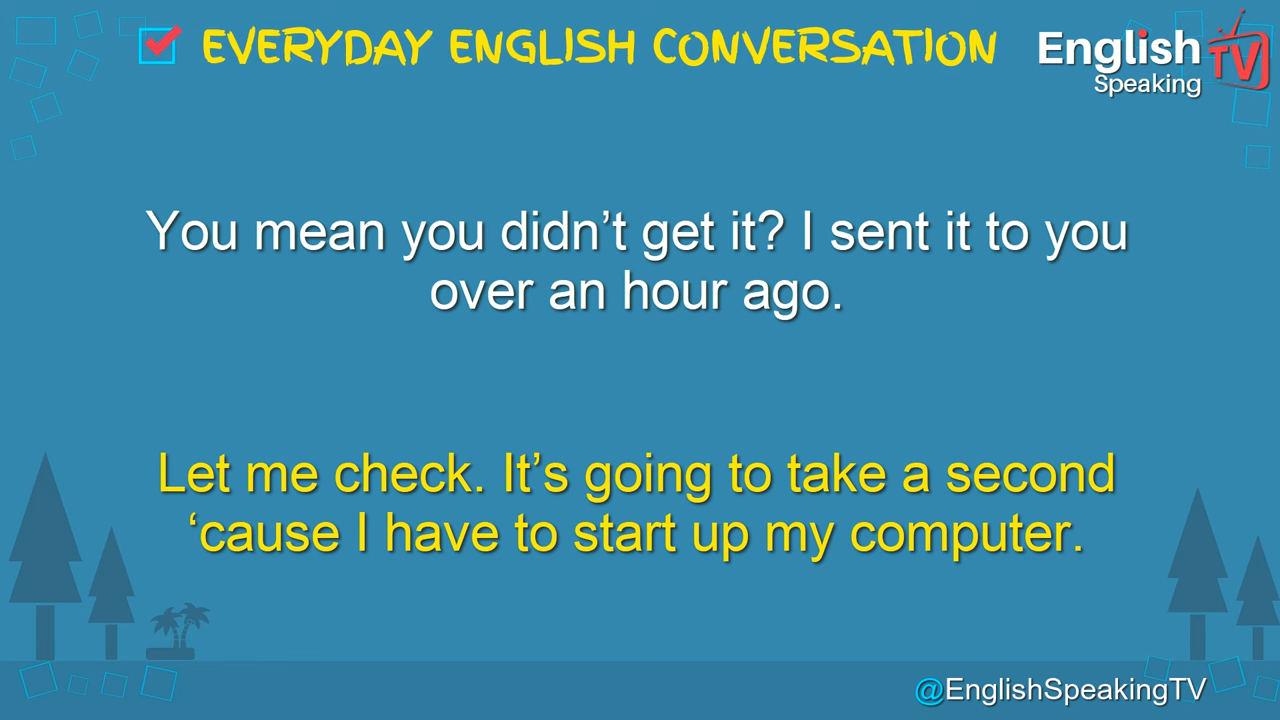 EVERYDAY ENGLISH CONVERSATION
English
Speaking
TV
You mean you didn’t get it? I sent it to you
over an hour ago.
Let me check. It’s going to take a second
‘cause I have to start up my computer.
@EnglishSpeakingTV